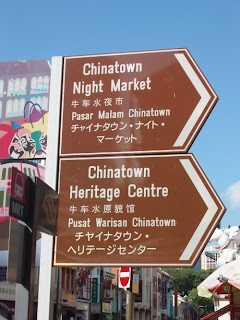 Chinatown
Night Market
牛车水夜市
Pasar Malam Chinatown
チャイナタウン・ナイト・
マーケット
Chinatown
Heritage Centre
牛车水原貌馆
Pusat Warisan Chinatown
チャイナタウン・
ヘリテージセンター